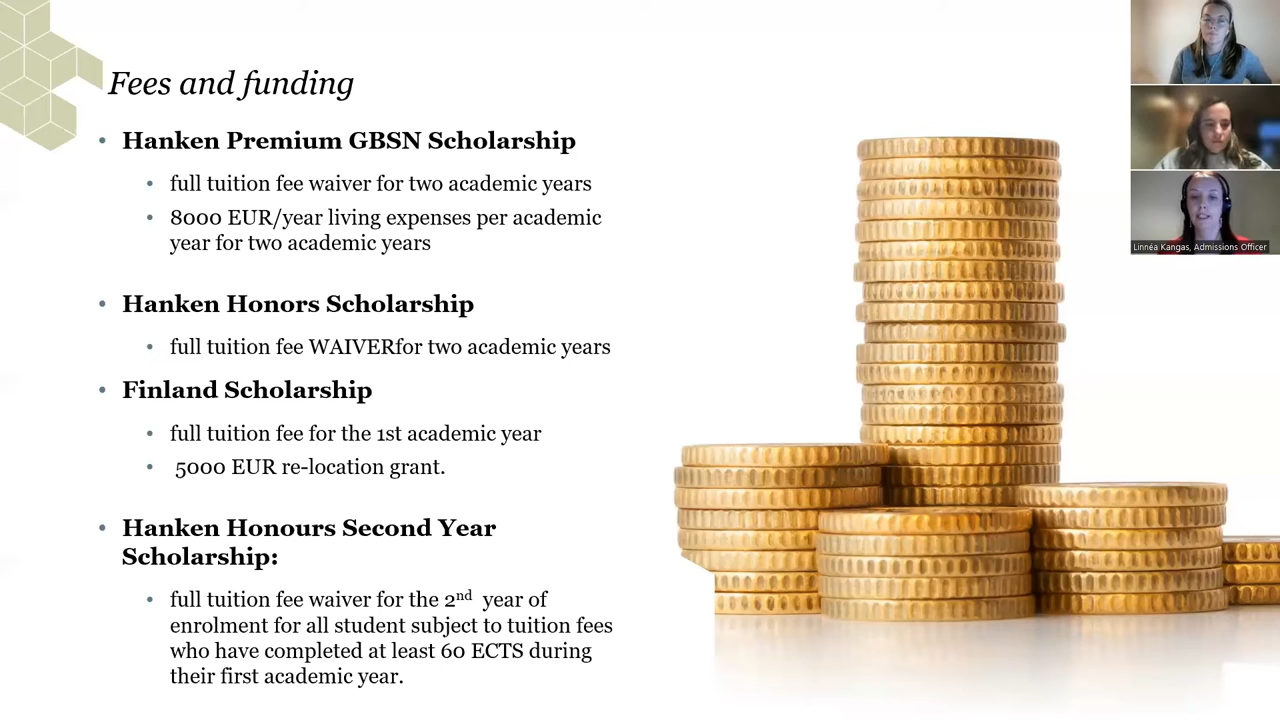 Fees and funding
Hanken Premium GBSN Scholarship
full tuition fee waiver for two academic years
8000 EUR/year living expenses per academic
year for two academic years
Hanken Honors Scholarship
full tuition fee WAIVERfor two academic years
Finland Scholarship
full tuition fee for the 1st academic year
5000 EUR re-location grant.
Hanken Honours Second Year
Scholarship:
full tuition fee waiver for the 2nd year of
enrolment for all student subject to tuition fees
who have completed at least 60 ECTS during
their first academic year.
Linnéa Kangas, Admissions Officer